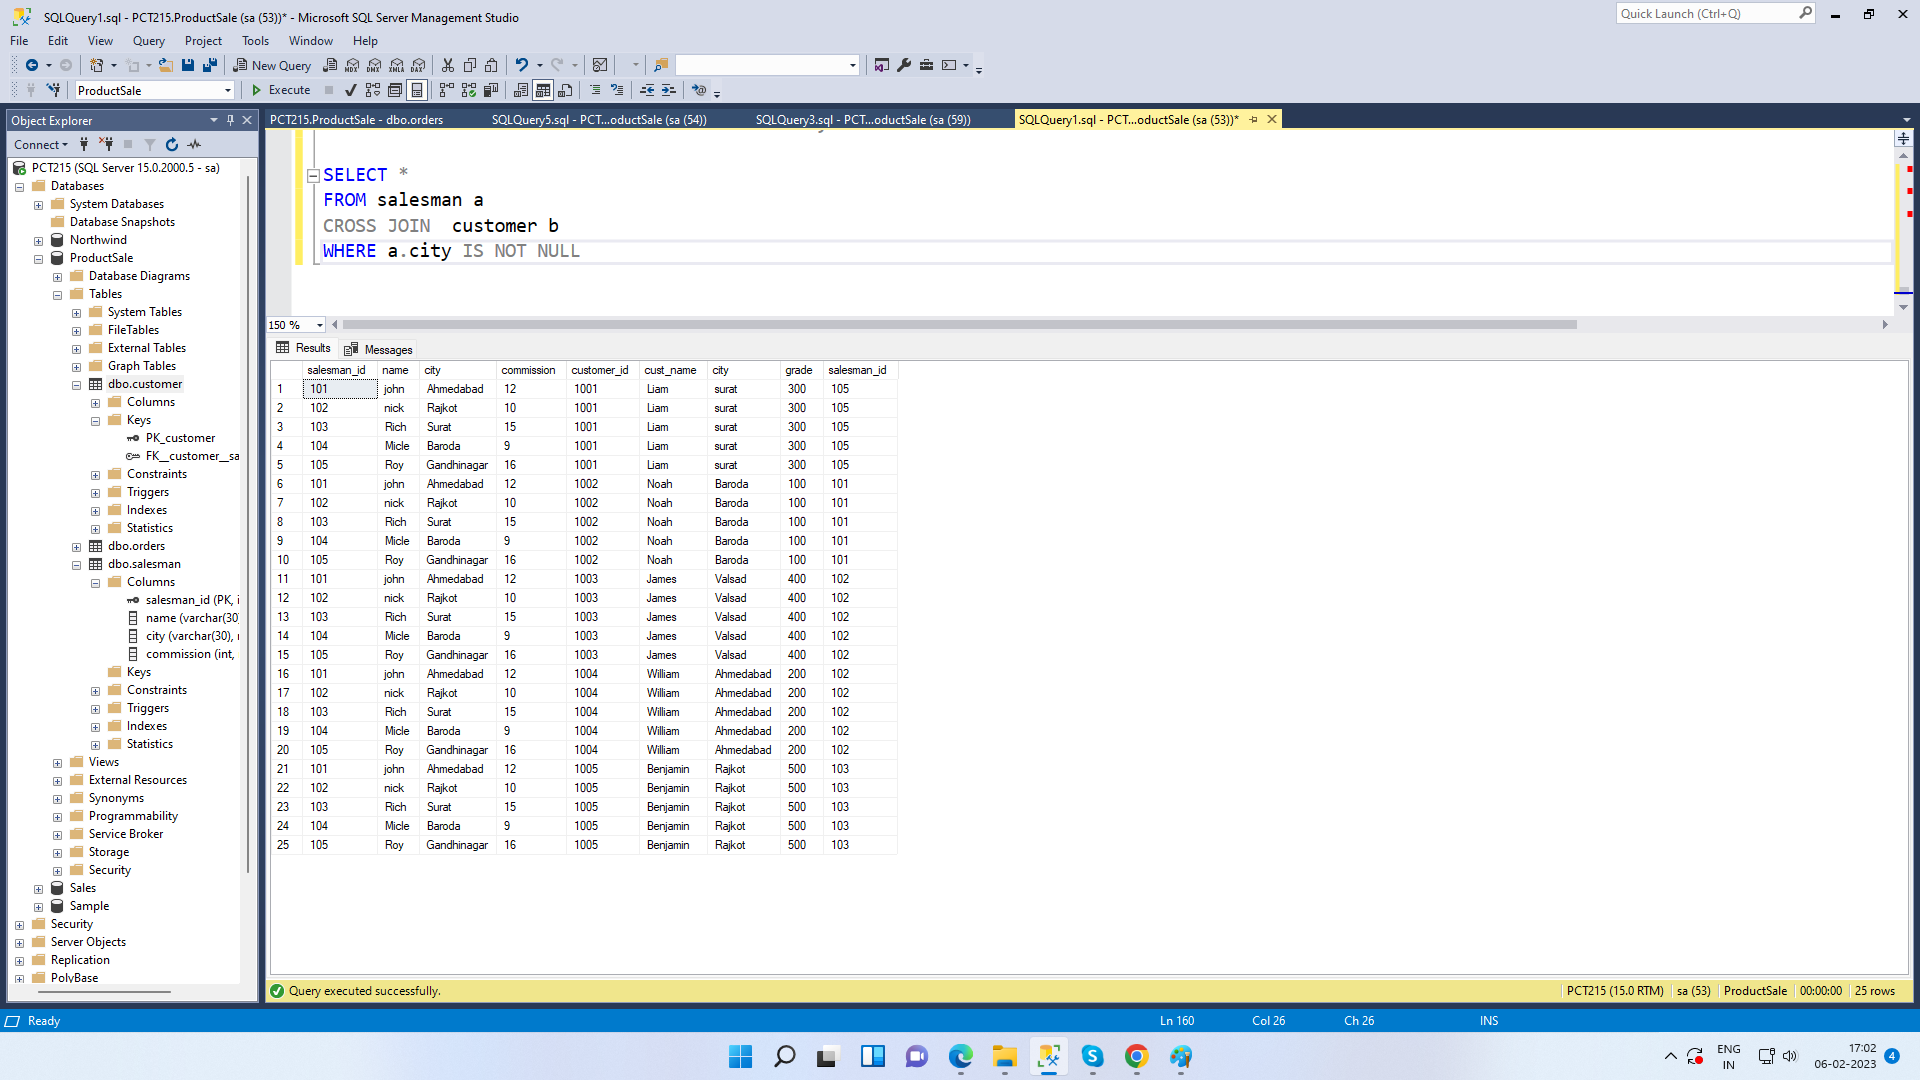 SQLQuery1.sql - PCT215.ProductSale (sa (53))* - Microsoft SQL Server Management Studio
Quick Launch (Ctrl+Q)
File Edit View Query Project Tools Window Help
New Query MDX DMX XMLA DAX
ProductSale Execute
Object Explorer
PCT215.ProductSale - dbo.orders SQLQuery5.sql - PCT...oductSale (sa (54)) SQLQuery3.sql - PCT...oductSale (sa (59)) SQLQuery1.sql - PCT...oductSale (sa (53))*
Connect
PCT215 (SQL Server 15.0.2000.5 - sa)
Databases
System Databases
Database Snapshots
Northwind
ProductSale
Database Diagrams
Tables
System Tables
FileTables
External Tables
Graph Tables
dbo.customer
Columns
Keys
PK_customer
FK__customer__sa
Constraints
Triggers
Indexes
Statistics
dbo.orders
dbo.salesman
Columns
salesman_id (PK, i
name (varchar(30)
city (varchar(30), n
commission (int,
Keys
Constraints
Triggers
Indexes
Statistics
Views
External Resources
Synonyms
Programmability
Service Broker
Storage
Security
Sales
Sample
Security
Server Objects
Replication
PolyBase
SELECT *
FROM salesman a
CROSS JOIN customer b
WHERE a.city IS NOT NULL
150 %
Results Messages
salesman_id name city commission customer_id cust_name city grade salesman_id
1 101 john Ahmedabad 12 1001 Liam surat 300 105
2 102 nick Rajkot 10 1001 Liam surat 300 105
3 103 Rich Surat 15 1001 Liam surat 300 105
4 104 Micle Baroda 9 1001 Liam surat 300 105
5 105 Roy Gandhinagar 16 1001 Liam surat 300 105
6 101 john Ahmedabad 12 1002 Noah Baroda 100 101
7 102 nick Rajkot 10 1002 Noah Baroda 100 101
8 103 Rich Surat 15 1002 Noah Baroda 100 101
9 104 Micle Baroda 9 1002 Noah Baroda 100 101
10 105 Roy Gandhinagar 16 1002 Noah Baroda 100 101
11 101 john Ahmedabad 12 1003 James Valsad 400 102
12 102 nick Rajkot 10 1003 James Valsad 400 102
13 103 Rich Surat 15 1003 James Valsad 400 102
14 104 Micle Baroda 9 1003 James Valsad 400 102
15 105 Roy Gandhinagar 16 1003 James Valsad 400 102
16 101 john Ahmedabad 12 1004 William Ahmedabad 200 102
17 102 nick Rajkot 10 1004 William Ahmedabad 200 102
18 103 Rich Surat 15 1004 William Ahmedabad 200 102
19 104 Micle Baroda 9 1004 William Ahmedabad 200 102
20 105 Roy Gandhinagar 16 1004 William Ahmedabad 200 102
21 101 john Ahmedabad 12 1005 Benjamin Rajkot 500 103
22 102 nick Rajkot 10 1005 Benjamin Rajkot 500 103
23 103 Rich Surat 15 1005 Benjamin Rajkot 500 103
24 104 Micle Baroda 9 1005 Benjamin Rajkot 500 103
25 105 Roy Gandhinagar 16 1005 Benjamin Rajkot 500 103
Query executed successfully. PCT215 (15.0 RTM) sa (53) ProductSale 00:00:00 25 rows
Ready Ln 160 Col 26 Ch 26 INS
ENG
IN
17:02
06-02-2023
4